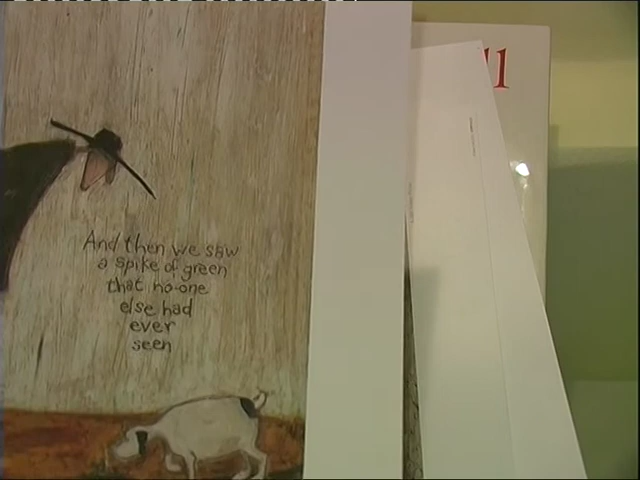 And then we saw
a spike of green
that no-one
else had
ever
seen